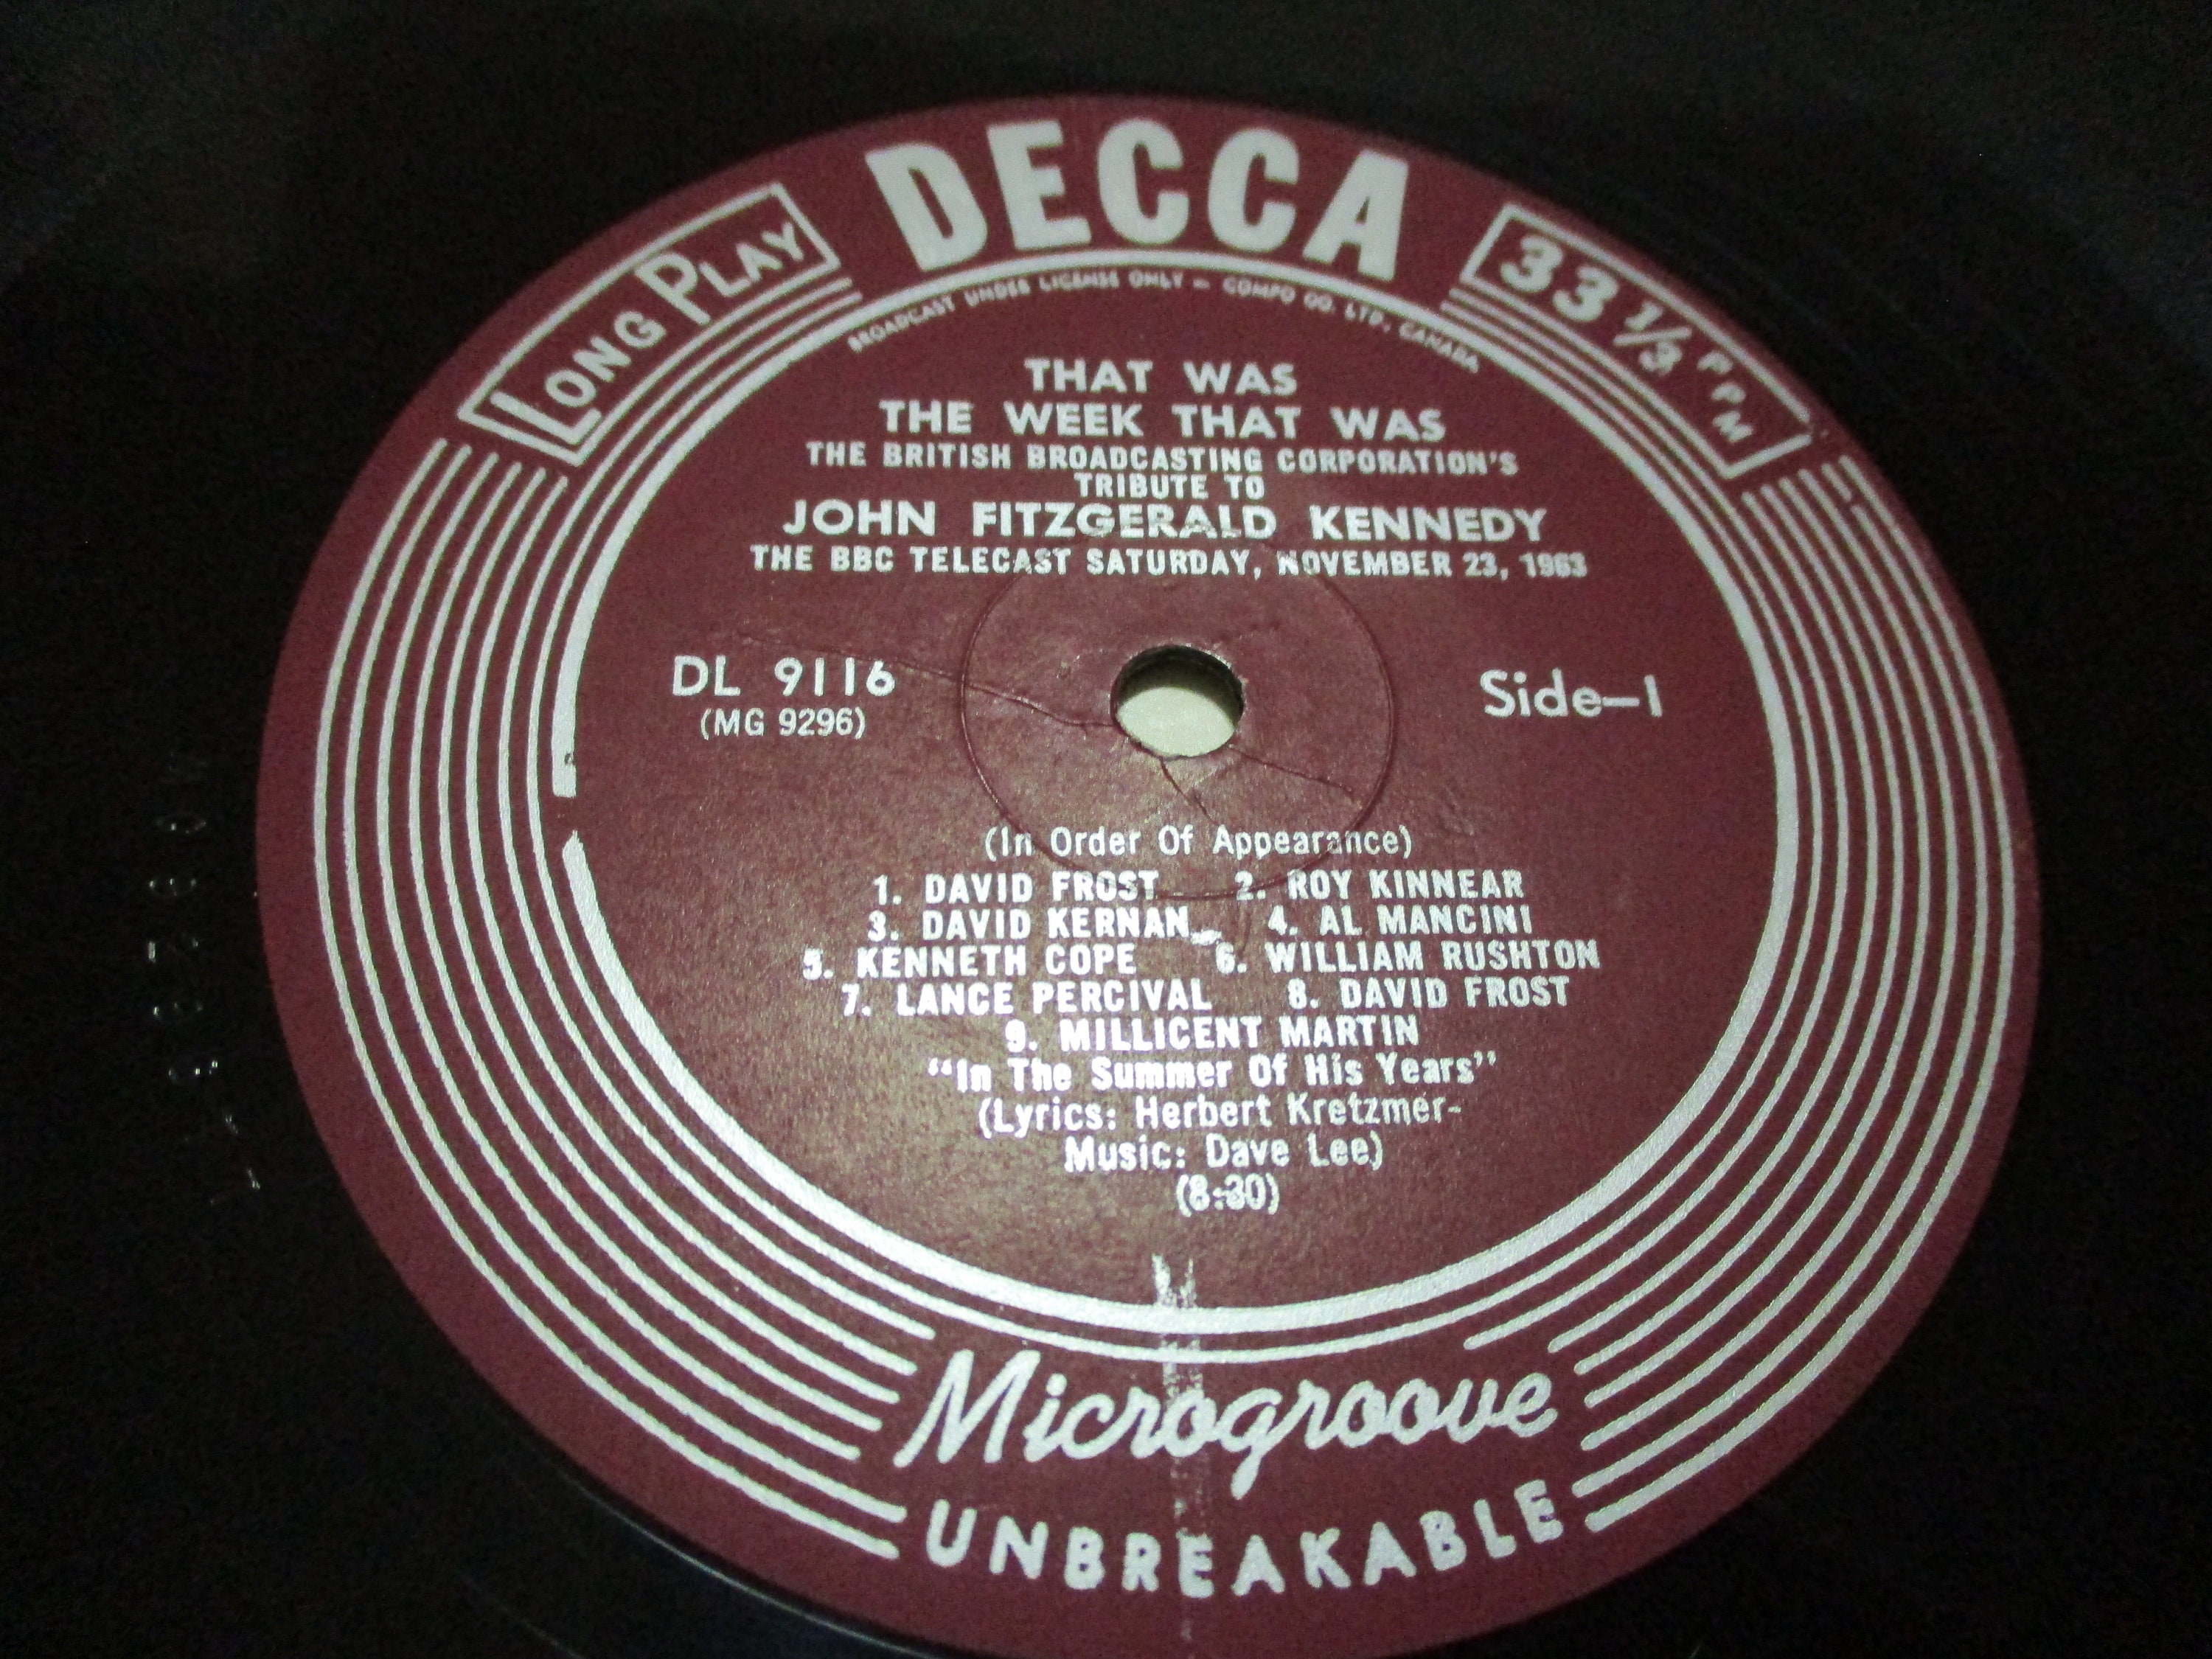 DECCA
LONG PLAY
33 1/3 RPM
BROADCAST UNDER LICENSE ONLY — COMPO CO. LTD. CANADA
THAT WAS
THE WEEK THAT WAS
THE BRITISH BROADCASTING CORPORATION'S
TRIBUTE TO
JOHN FITZGERALD KENNEDY
THE BBC TELECAST SATURDAY, NOVEMBER 23, 1963
DL 9116
(MG 9296)
Side—1
(In Order Of Appearance)
1. DAVID FROST 2. ROY KINNEAR
3. DAVID KERNAN 4. AL MANCINI
5. KENNETH COPE 6. WILLIAM RUSHTON
7. LANCE PERCIVAL 8. DAVID FROST
9. MILLICENT MARTIN
"In The Summer Of His Years"
(Lyrics: Herbert Kretzmer-
Music: Dave Lee)
(8:30)
Microgroove
UNBREAKABLE